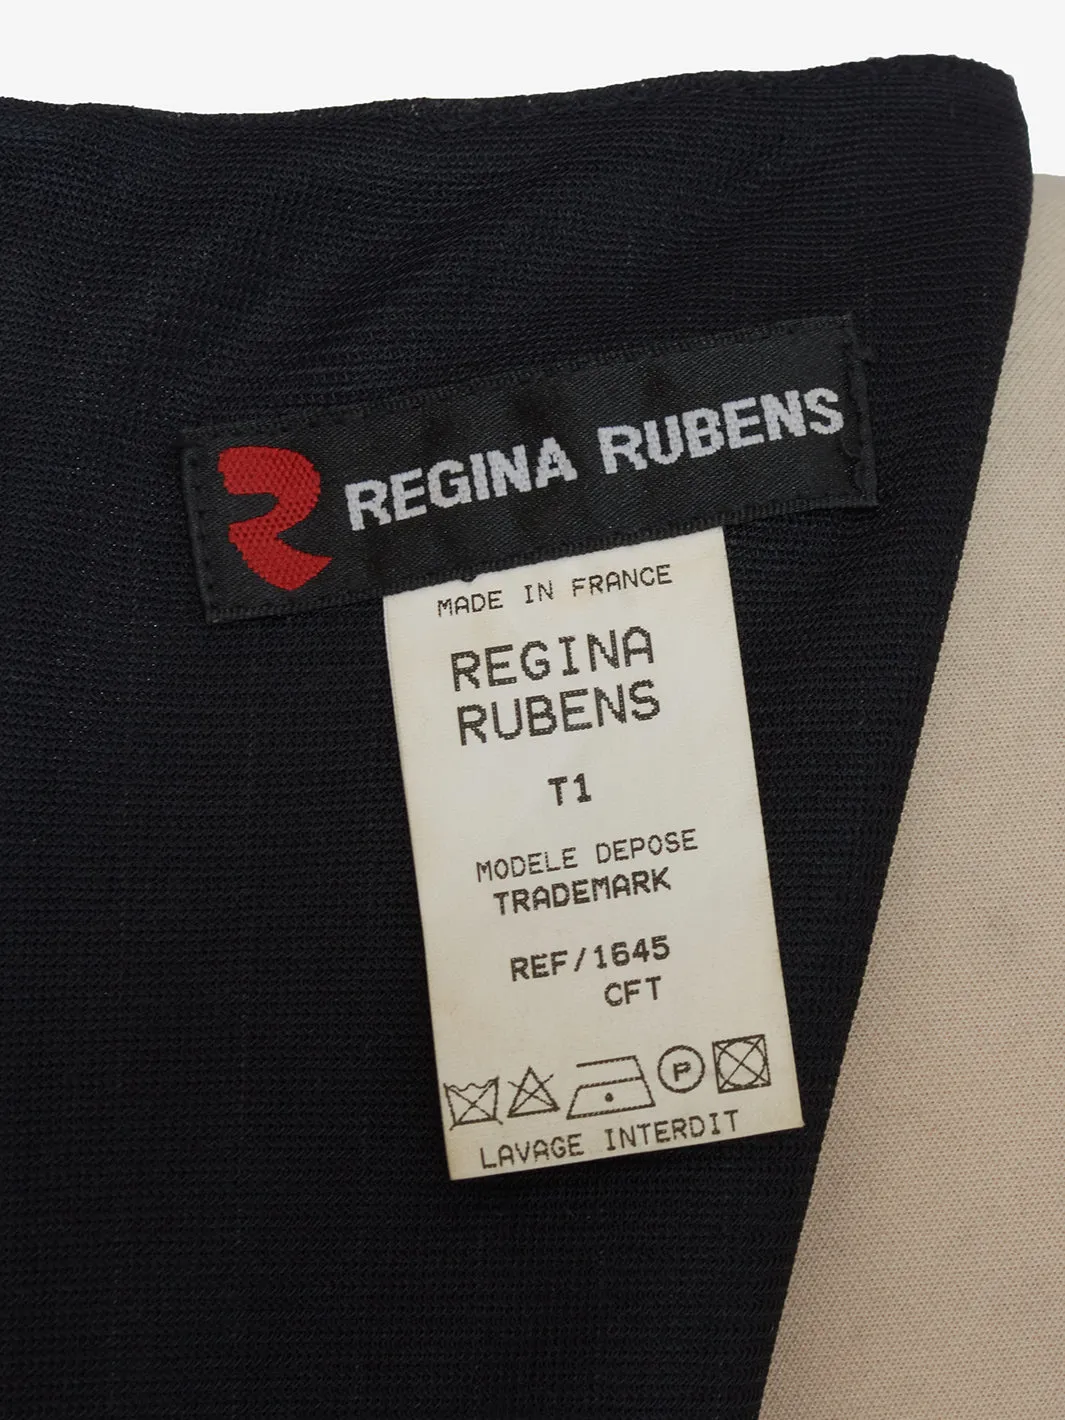 REGINA RUBENS
MADE IN FRANCE
REGINA
RUBENS
T1
MODELE DEPOSE
TRADEMARK
REF/1645
CFT
P
LAVAGE INTERDIT